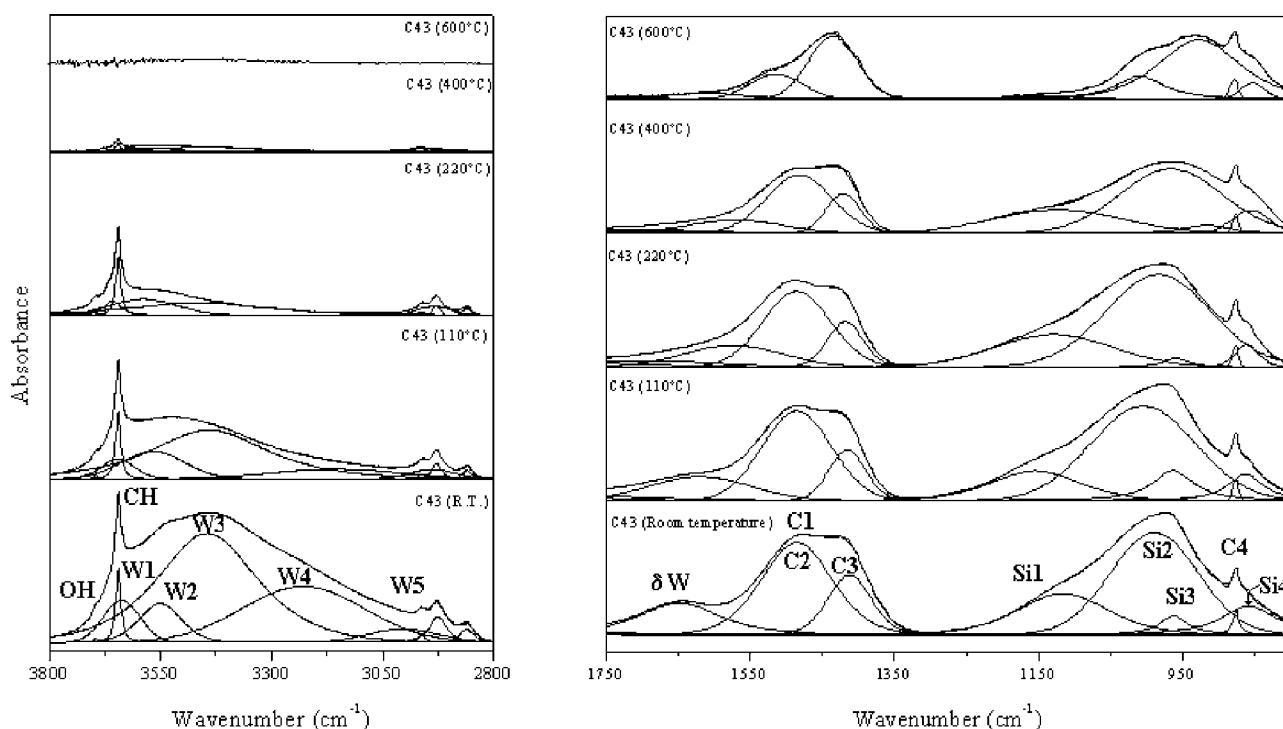 Absorbance
C43 (600°C)
C43 (400°C)
C43 (220°C)
C43 (110°C)
C43 (R.T.)
CH
OH
W1
W2
W3
W4
W5
3800
3550
3300
3050
2800
Wavenumber (cm-1)
C43 (600°C)
C43 (400°C)
C43 (220°C)
C43 (110°C)
C43 (Room temperature)
δ W
C1
C2
C3
Si1
Si2
Si3
C4
Si4
1750
1550
1350
1150
950
Wavenumber (cm-1)